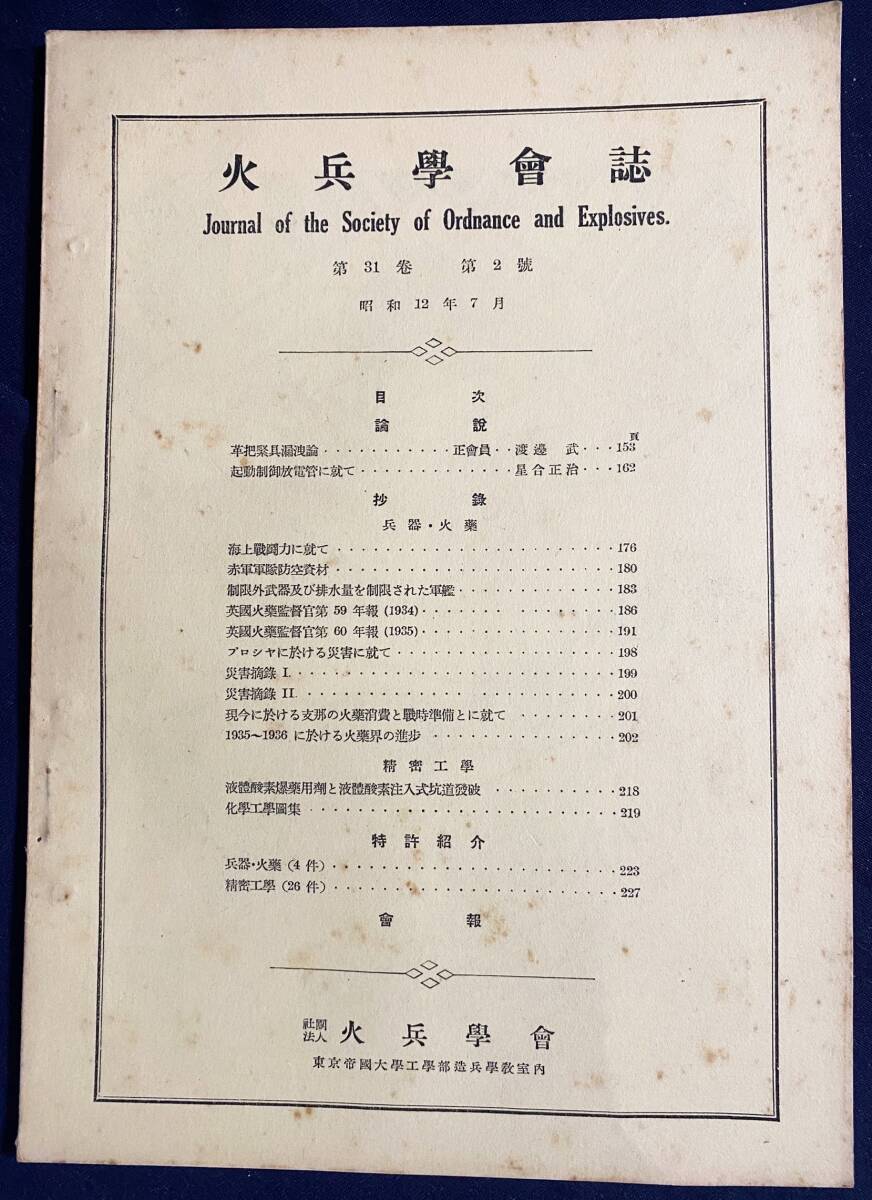 火兵學會誌
Journal of the Society of Ordnance and Explosives.
第31卷 第2號
昭和12年7月
目次
論說
頁
革把緊具漏洩論・・・・・・・・・・・正會員・・渡邊武・・・153
起動制御放電管に就て・・・・・・・・・・・・・星合正治・・・162
抄錄
兵器・火藥
海上戰鬪力に就て・・・・・・・・・・・・・・・・・・・・・・・176
赤軍軍隊防空資材・・・・・・・・・・・・・・・・・・・・・・・180
制限外武器及び排水量を制限された軍艦・・・・・・・・・・・・・183
英國火藥監督官第59年報(1934)・・・・・・・・・・・・・・・186
英國火藥監督官第60年報(1935)・・・・・・・・・・・・・・・191
プロシヤに於ける災害に就て・・・・・・・・・・・・・・・・・・198
災害摘錄 I・・・・・・・・・・・・・・・・・・・・・・・・・・199
災害摘錄 II・・・・・・・・・・・・・・・・・・・・・・・・・200
現今に於ける支那の火藥消費と戰時準備とに就て・・・・・・・・201
1935~1936に於ける火藥界の進步・・・・・・・・・・・・・・・202
精密工學
液體酸素爆藥用劑と液體酸素注入式坑道發破・・・・・・・・・・218
化學工學圖集・・・・・・・・・・・・・・・・・・・・・・・・・219
特許紹介
兵器・火藥(4件)・・・・・・・・・・・・・・・・・・・・・・・223
精密工學(26件)・・・・・・・・・・・・・・・・・・・・・・・227
會報
社團法人 火兵學會
東京帝國大學工學部造兵學教室內